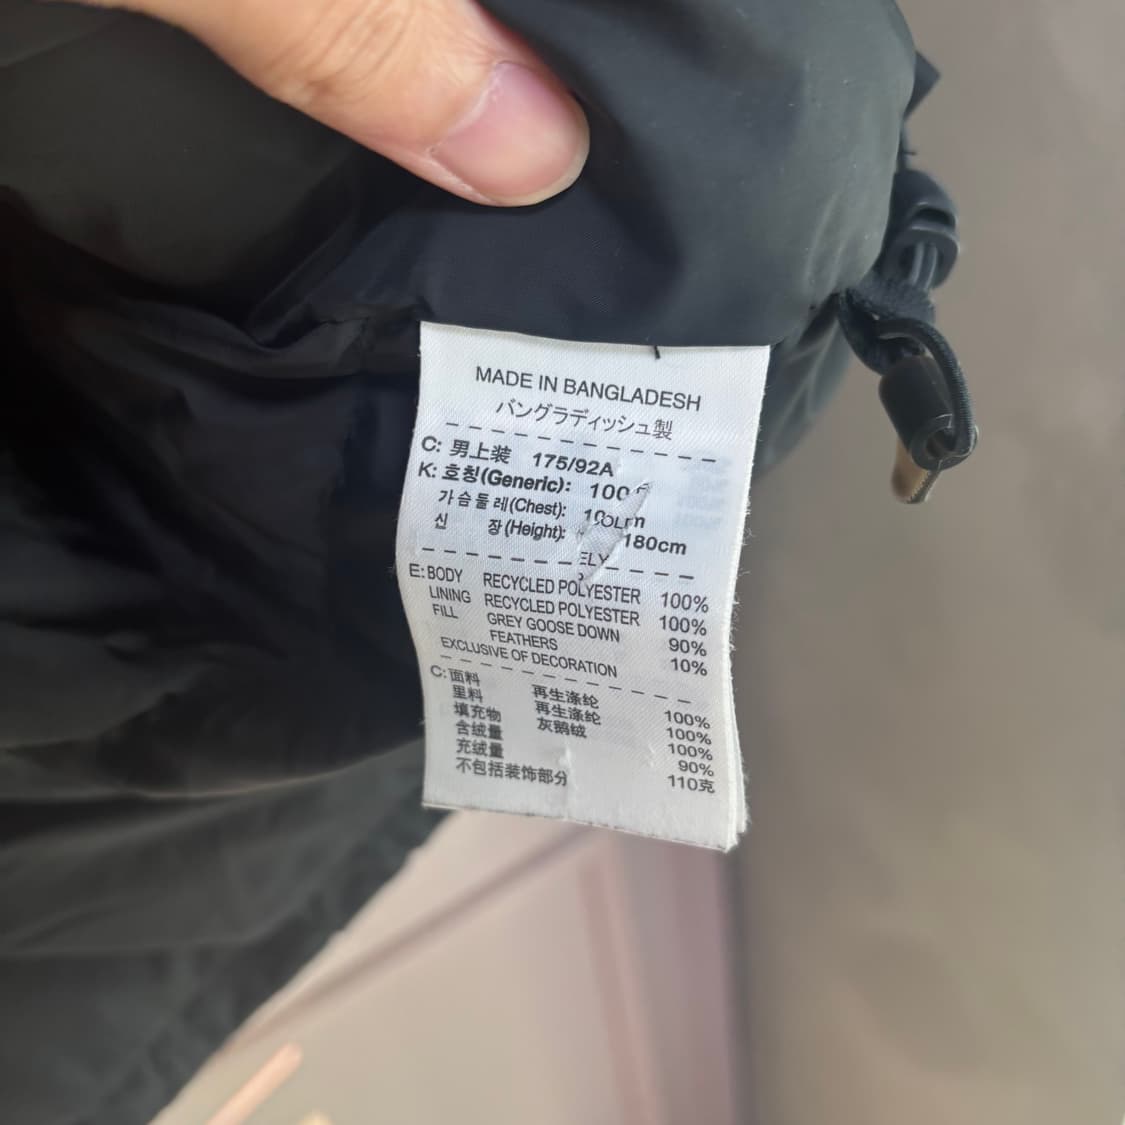 MADE IN BANGLADESH
バングラディッシュ製
C: 男上装 175/92A
K: 호칭(Generic): 100
가슴둘레(Chest):
신 장(Height): 180cm
E: BODY RECYCLED POLYESTER 100%
LINING RECYCLED POLYESTER 100%
FILL GREY GOOSE DOWN 90%
FEATHERS 10%
EXCLUSIVE OF DECORATION
C: 面料 再生涤纶 100%
里料 再生涤纶 100%
填充物 灰鹅绒 100%
含绒量 90%
充绒量 110克
不包括装饰部分